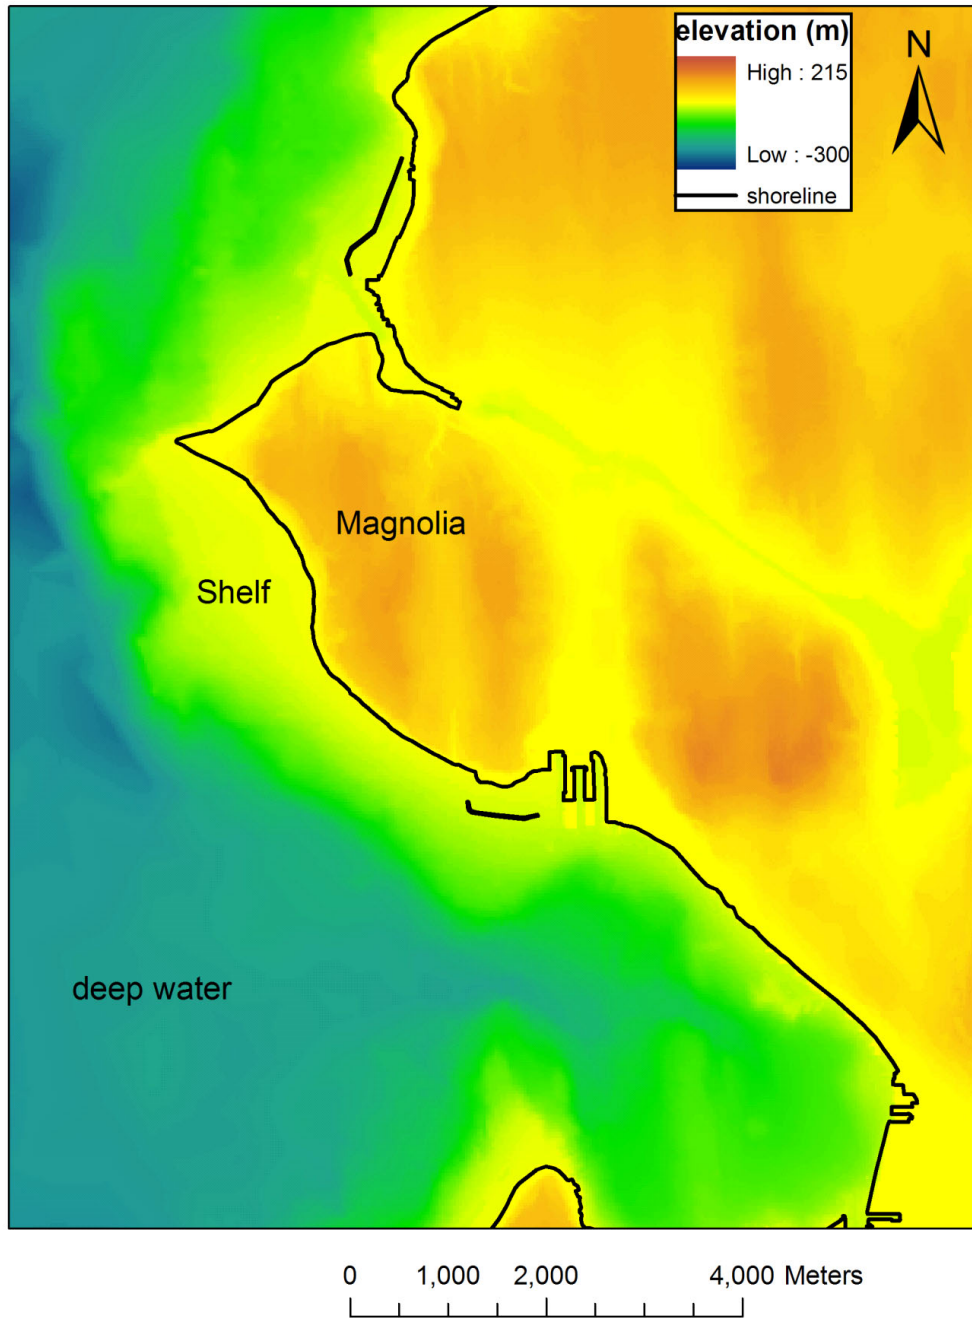 elevation (m)
High : 215
Low : -300
shoreline
N
Magnolia
Shelf
deep water
0 1,000 2,000 4,000 Meters